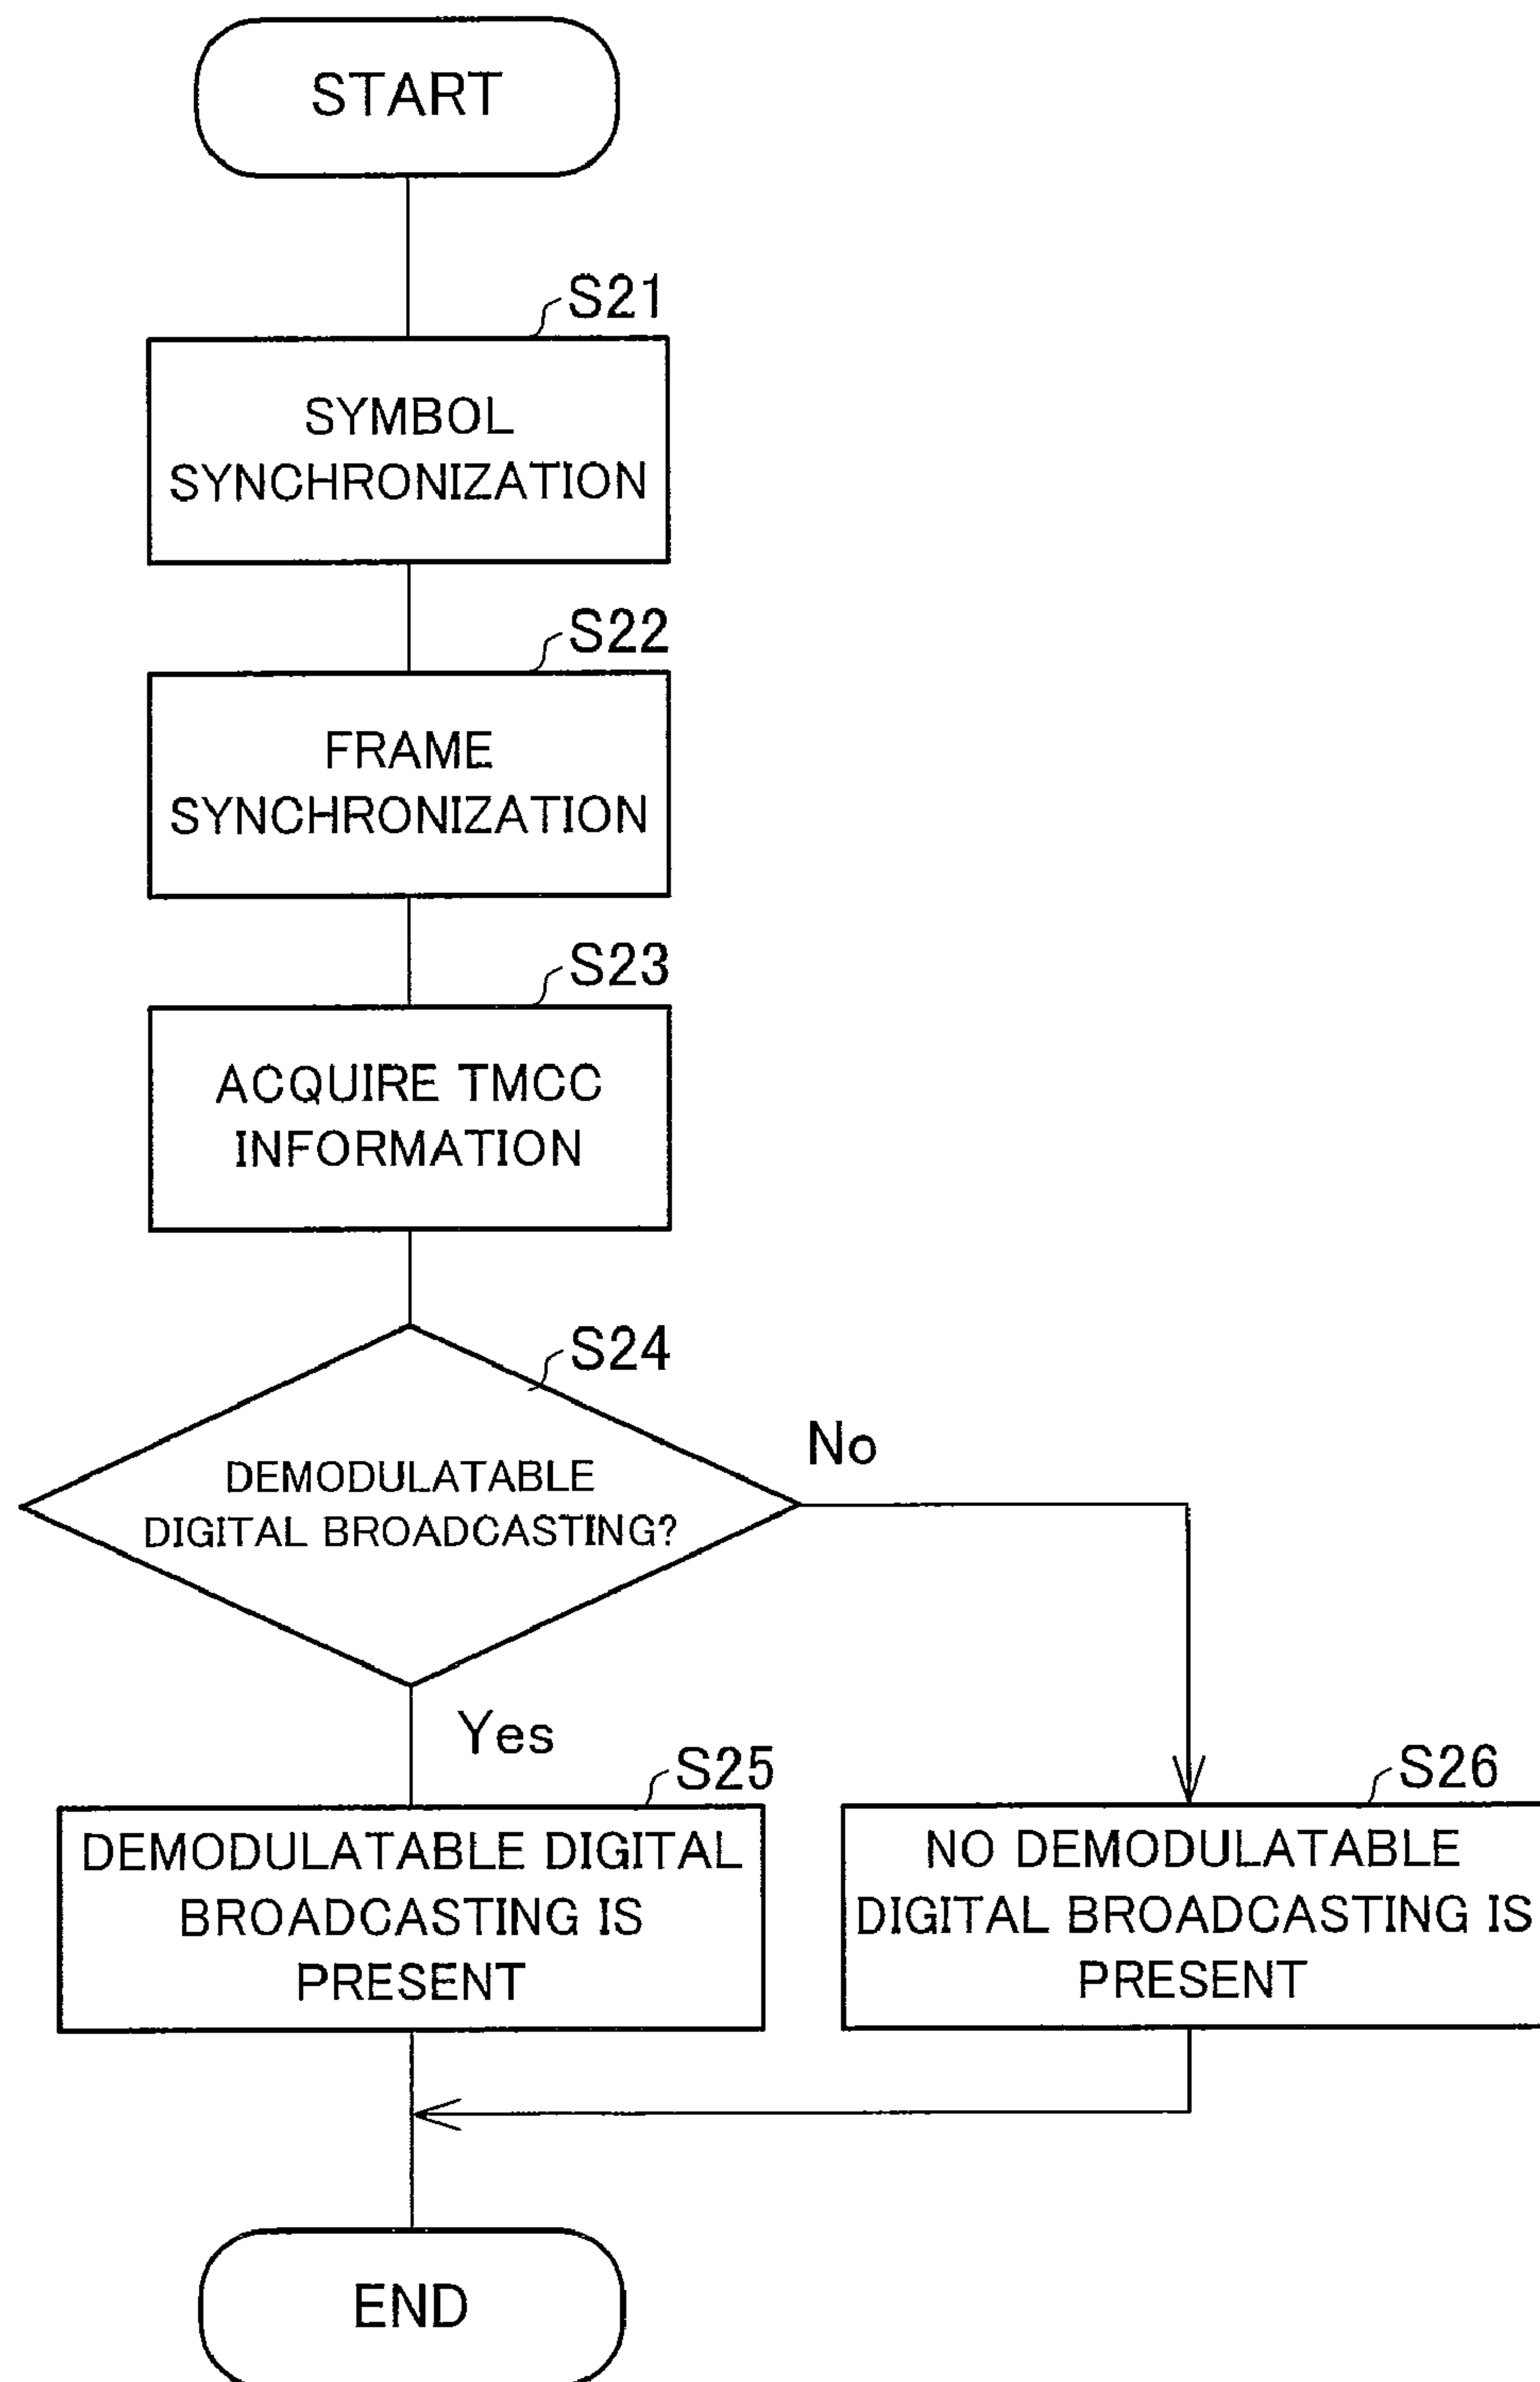 START
S21
SYMBOL
SYNCHRONIZATION
S22
FRAME
SYNCHRONIZATION
S23
ACQUIRE TMCC
INFORMATION
S24
DEMODULATABLE
DIGITAL BROADCASTING?
No
Yes
S25
DEMODULATABLE DIGITAL
BROADCASTING IS
PRESENT
S26
NO DEMODULATABLE
DIGITAL BROADCASTING IS
PRESENT
END